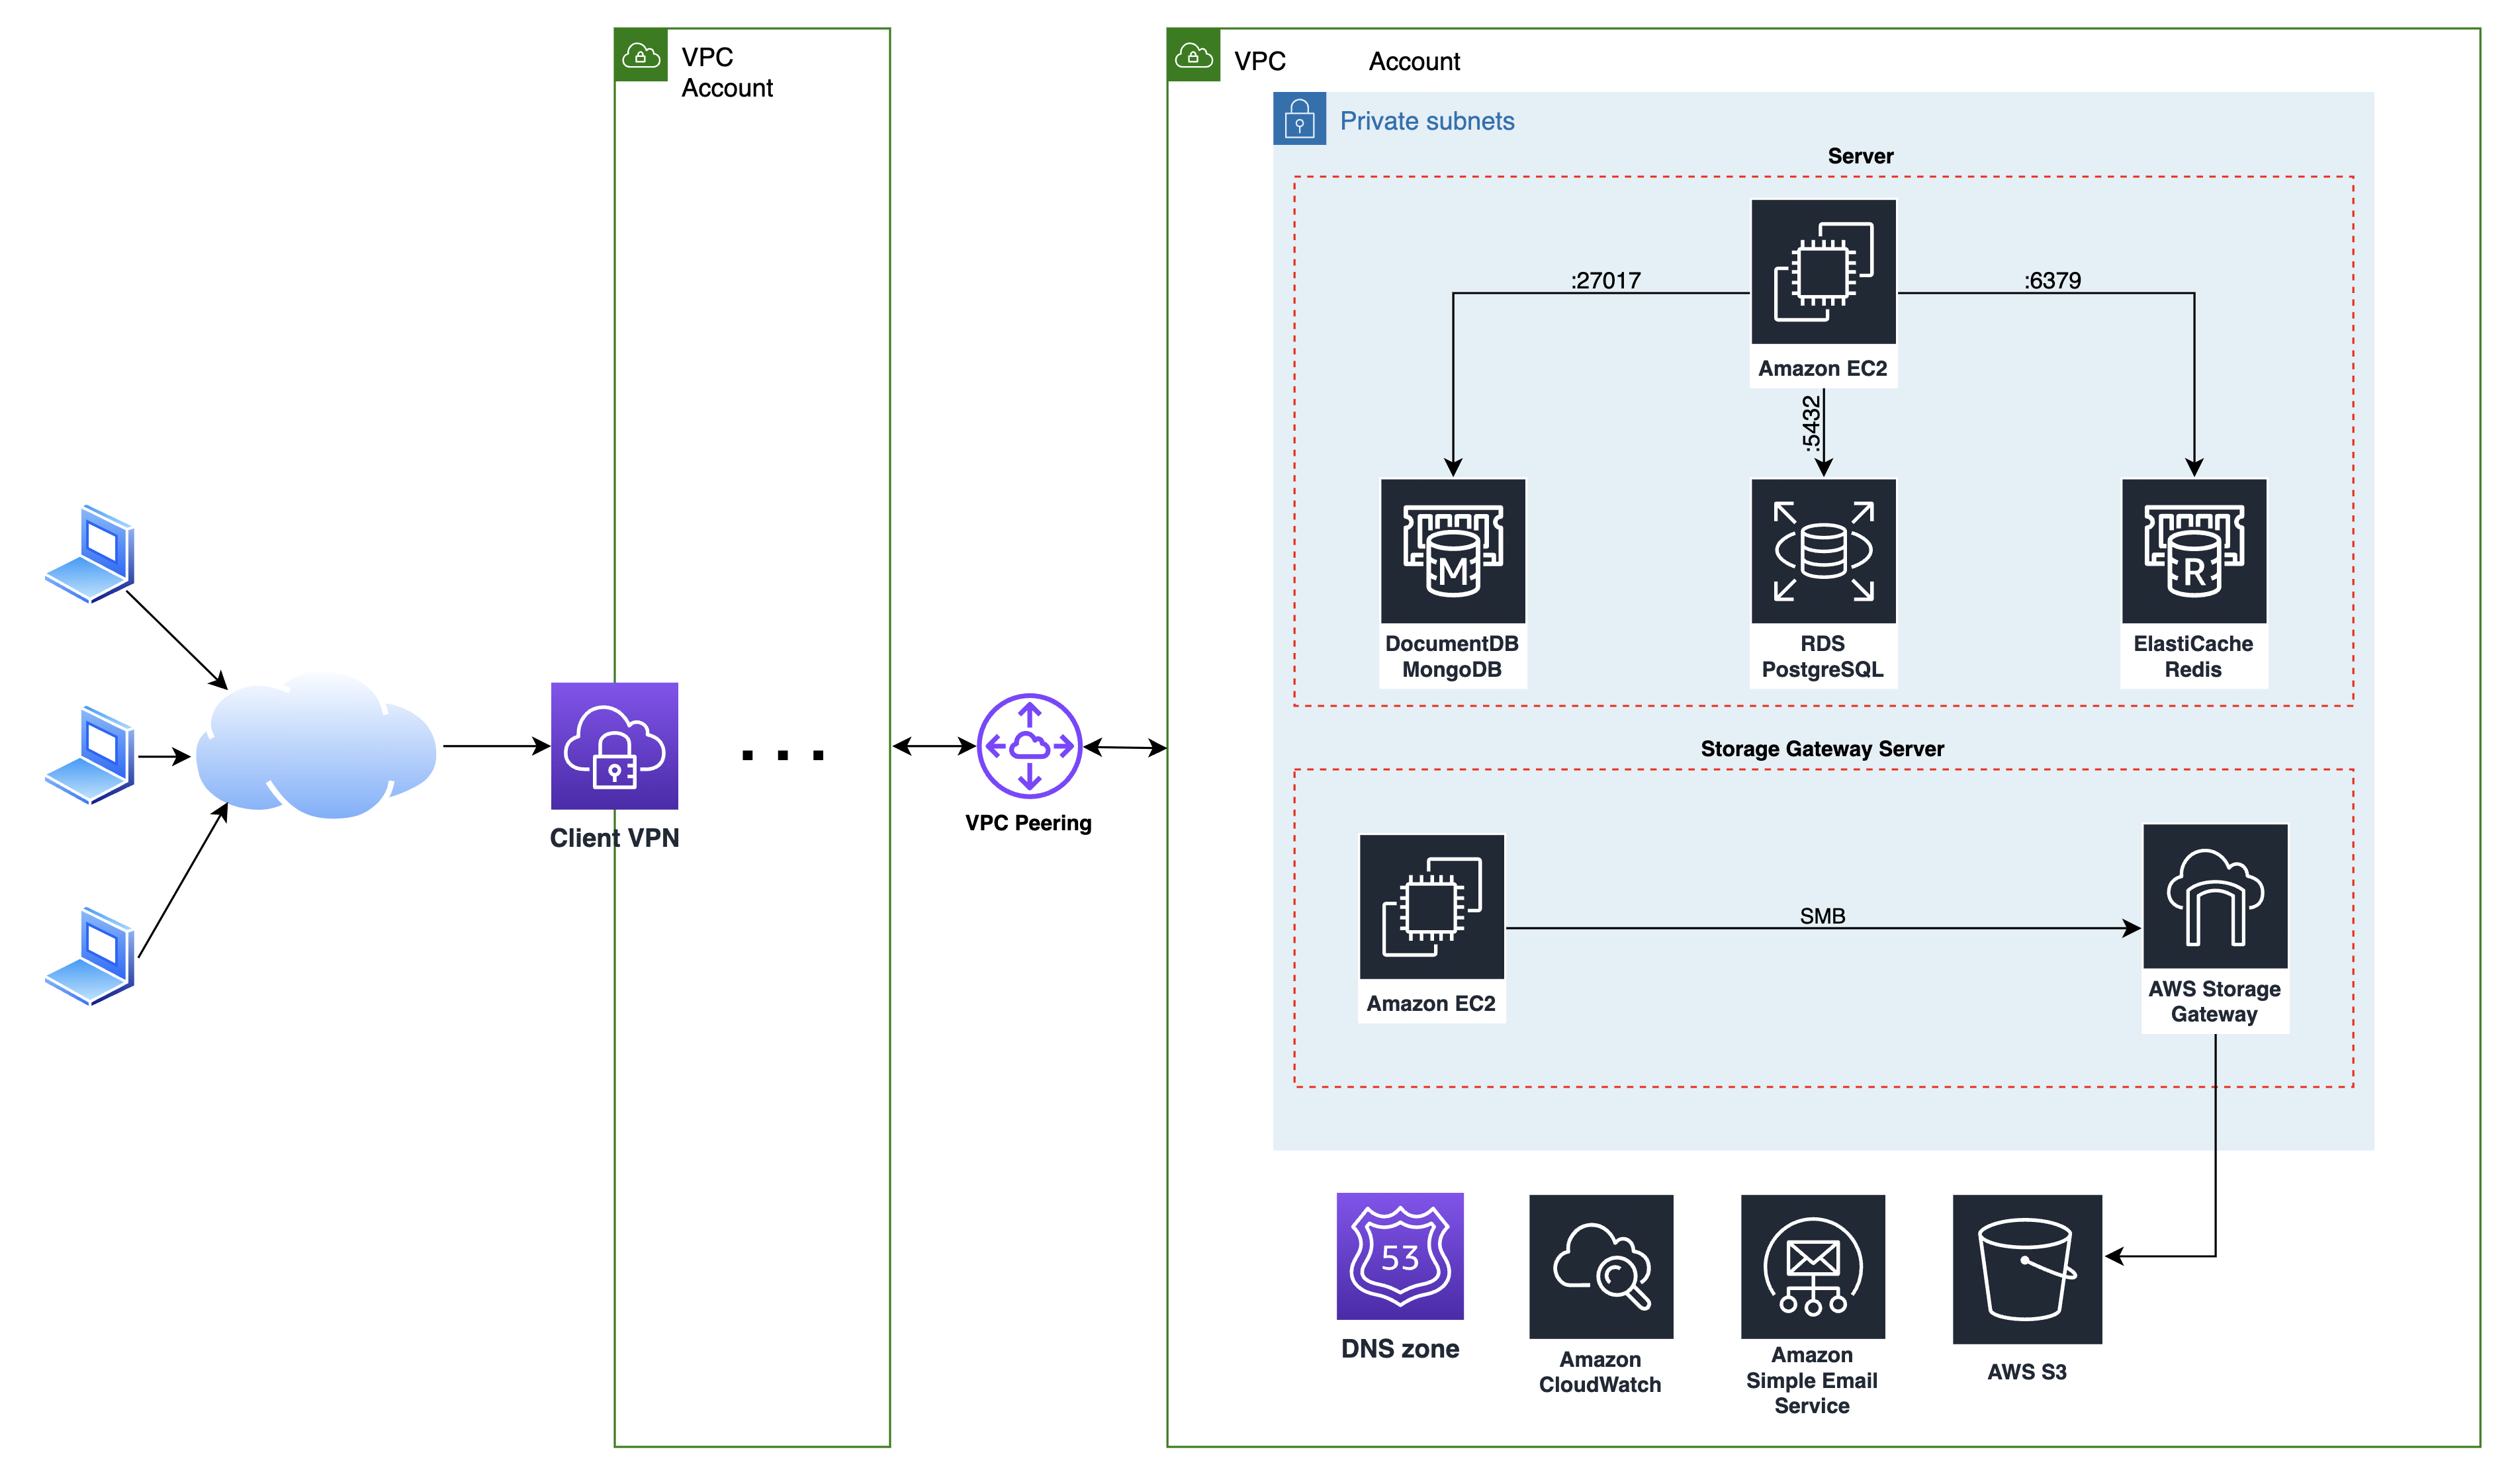 VPC
Account
VPC Account
Private subnets
Server
:27017
:6379
Amazon EC2
:5432
M
R
DocumentDB
MongoDB
RDS
PostgreSQL
ElastiCache
Redis
. . .
Client VPN
VPC Peering
Storage Gateway Server
SMB
Amazon EC2
AWS Storage
Gateway
53
DNS zone
Amazon
CloudWatch
Amazon
Simple Email
Service
AWS S3